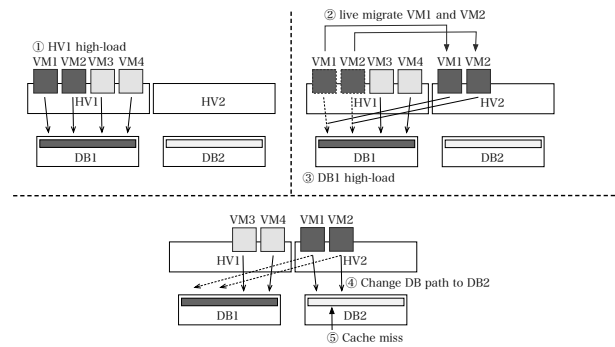 ① HV1 high-load
VM1 VM2 VM3 VM4
HV1
HV2
DB1
DB2
② live migrate VM1 and VM2
VM1 VM2 VM3 VM4 VM1 VM2
HV1
HV2
DB1
DB2
③ DB1 high-load
VM3 VM4 VM1 VM2
HV1
HV2
④ Change DB path to DB2
DB1
DB2
⑤ Cache miss